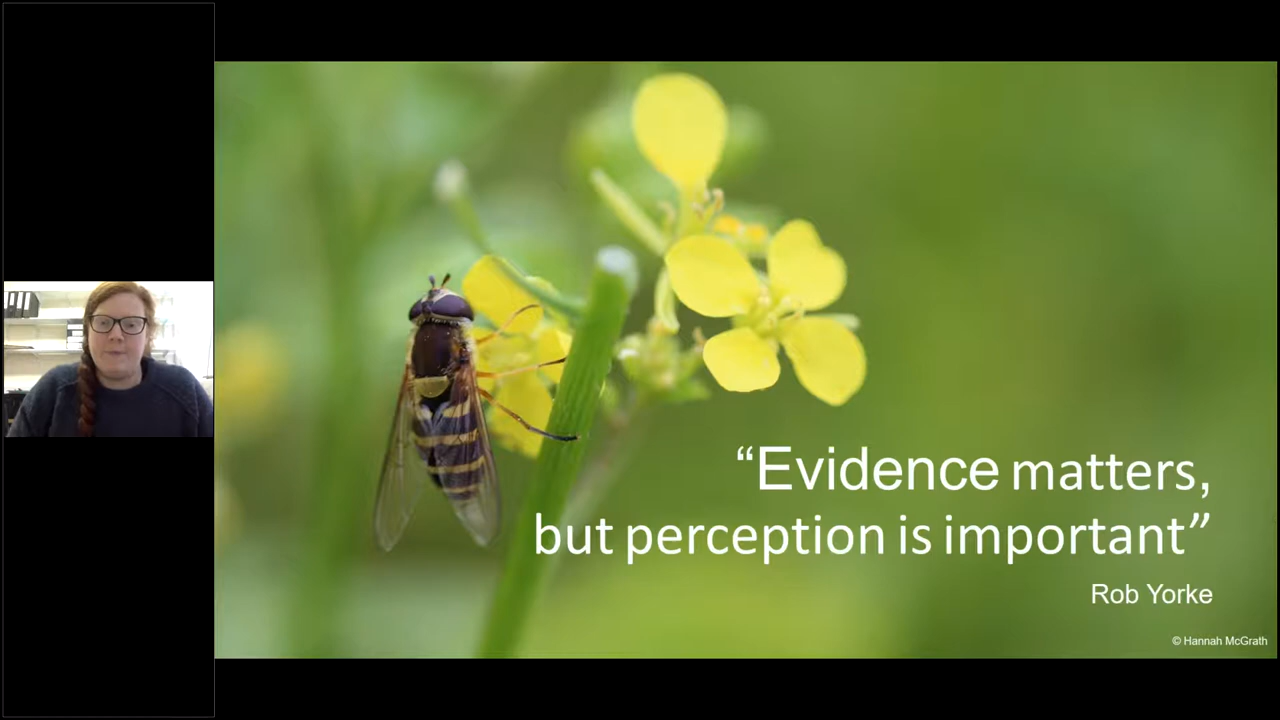 “Evidence matters,
but perception is important”
Rob Yorke
© Hannah McGrath